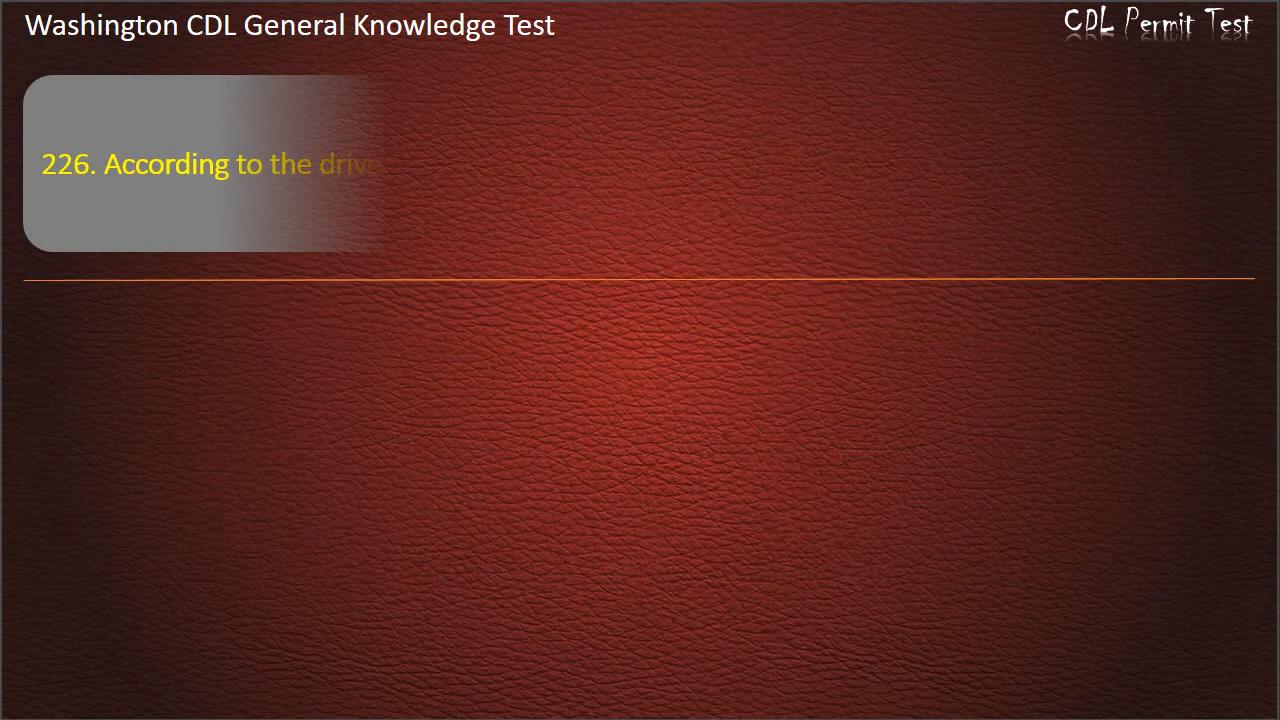 Washington CDL General Knowledge Test
CDL Permit Test
226. According to the